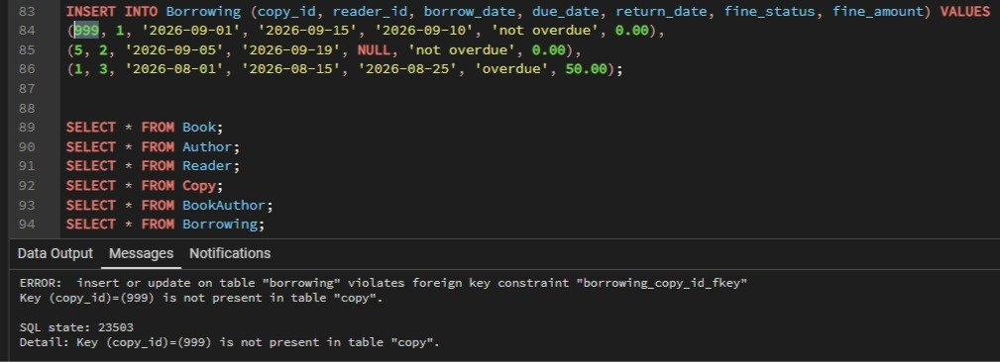 83 INSERT INTO Borrowing (copy_id, reader_id, borrow_date, due_date, return_date, fine_status, fine_amount) VALUES
84 (999, 1, '2026-09-01', '2026-09-15', '2026-09-10', 'not overdue', 0.00),
85 (5, 2, '2026-09-05', '2026-09-19', NULL, 'not overdue', 0.00),
86 (1, 3, '2026-08-01', '2026-08-15', '2026-08-25', 'overdue', 50.00);
87
88
89 SELECT * FROM Book;
90 SELECT * FROM Author;
91 SELECT * FROM Reader;
92 SELECT * FROM Copy;
93 SELECT * FROM BookAuthor;
94 SELECT * FROM Borrowing;
Data Output Messages Notifications
ERROR:  insert or update on table "borrowing" violates foreign key constraint "borrowing_copy_id_fkey"
Key (copy_id)=(999) is not present in table "copy".
SQL state: 23503
Detail: Key (copy_id)=(999) is not present in table "copy".